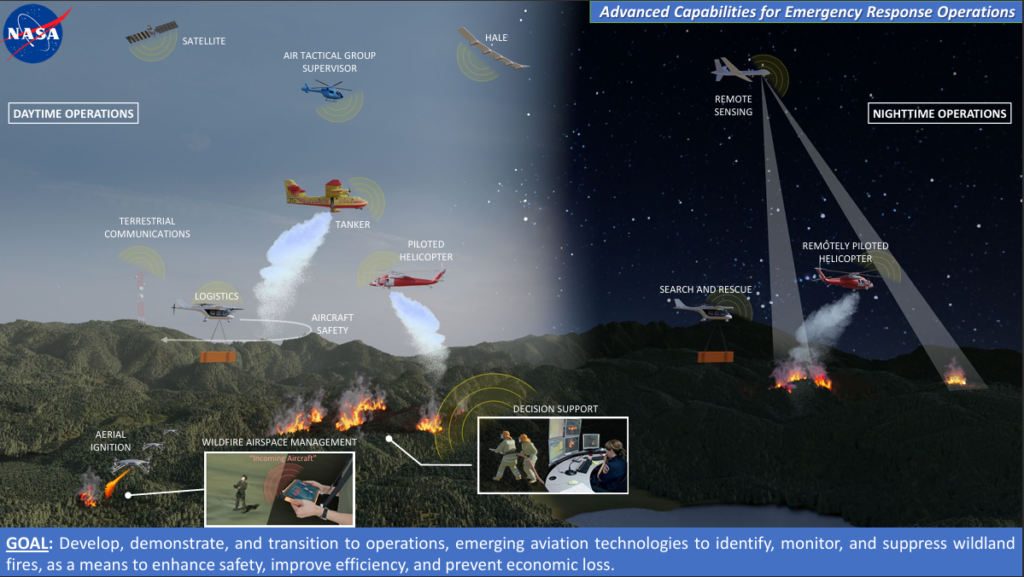 Advanced Capabilities for Emergency Response Operations
NASA
SATELLITE
AIR TACTICAL GROUP
SUPERVISOR
HALE
REMOTE
SENSING
DAYTIME OPERATIONS
NIGHTTIME OPERATIONS
TANKER
TERRESTRIAL
COMMUNICATIONS
PILOTED
HELICOPTER
REMOTELY PILOTED
HELICOPTER
LOGISTICS
SEARCH AND RESCUE
AIRCRAFT
SAFETY
DECISION SUPPORT
AERIAL
IGNITION
WILDFIRE AIRSPACE MANAGEMENT
"Incoming Aircraft"
GOAL: Develop, demonstrate, and transition to operations, emerging aviation technologies to identify, monitor, and suppress wildland
fires, as a means to enhance safety, improve efficiency, and prevent economic loss.